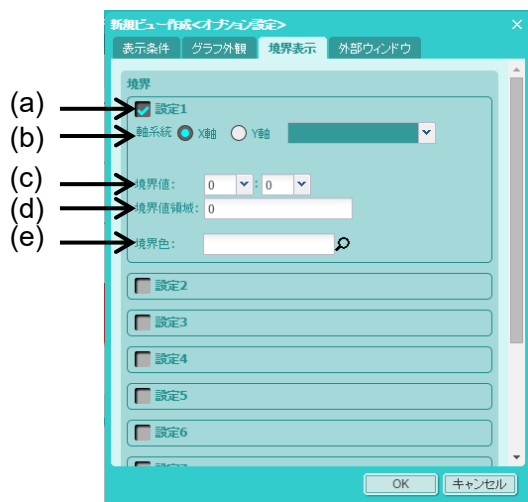 新規ビュー作成<オプション設定> ×
表示条件 グラフ外観 境界表示 外部ウィンドウ
境界
(a) 設定1
(b) 軸系統 X軸 Y軸
(c) 境界値: 0 : 0
(d) 境界値領域: 0
(e) 境界色:
設定2
設定3
設定4
設定5
設定6
OK キャンセル